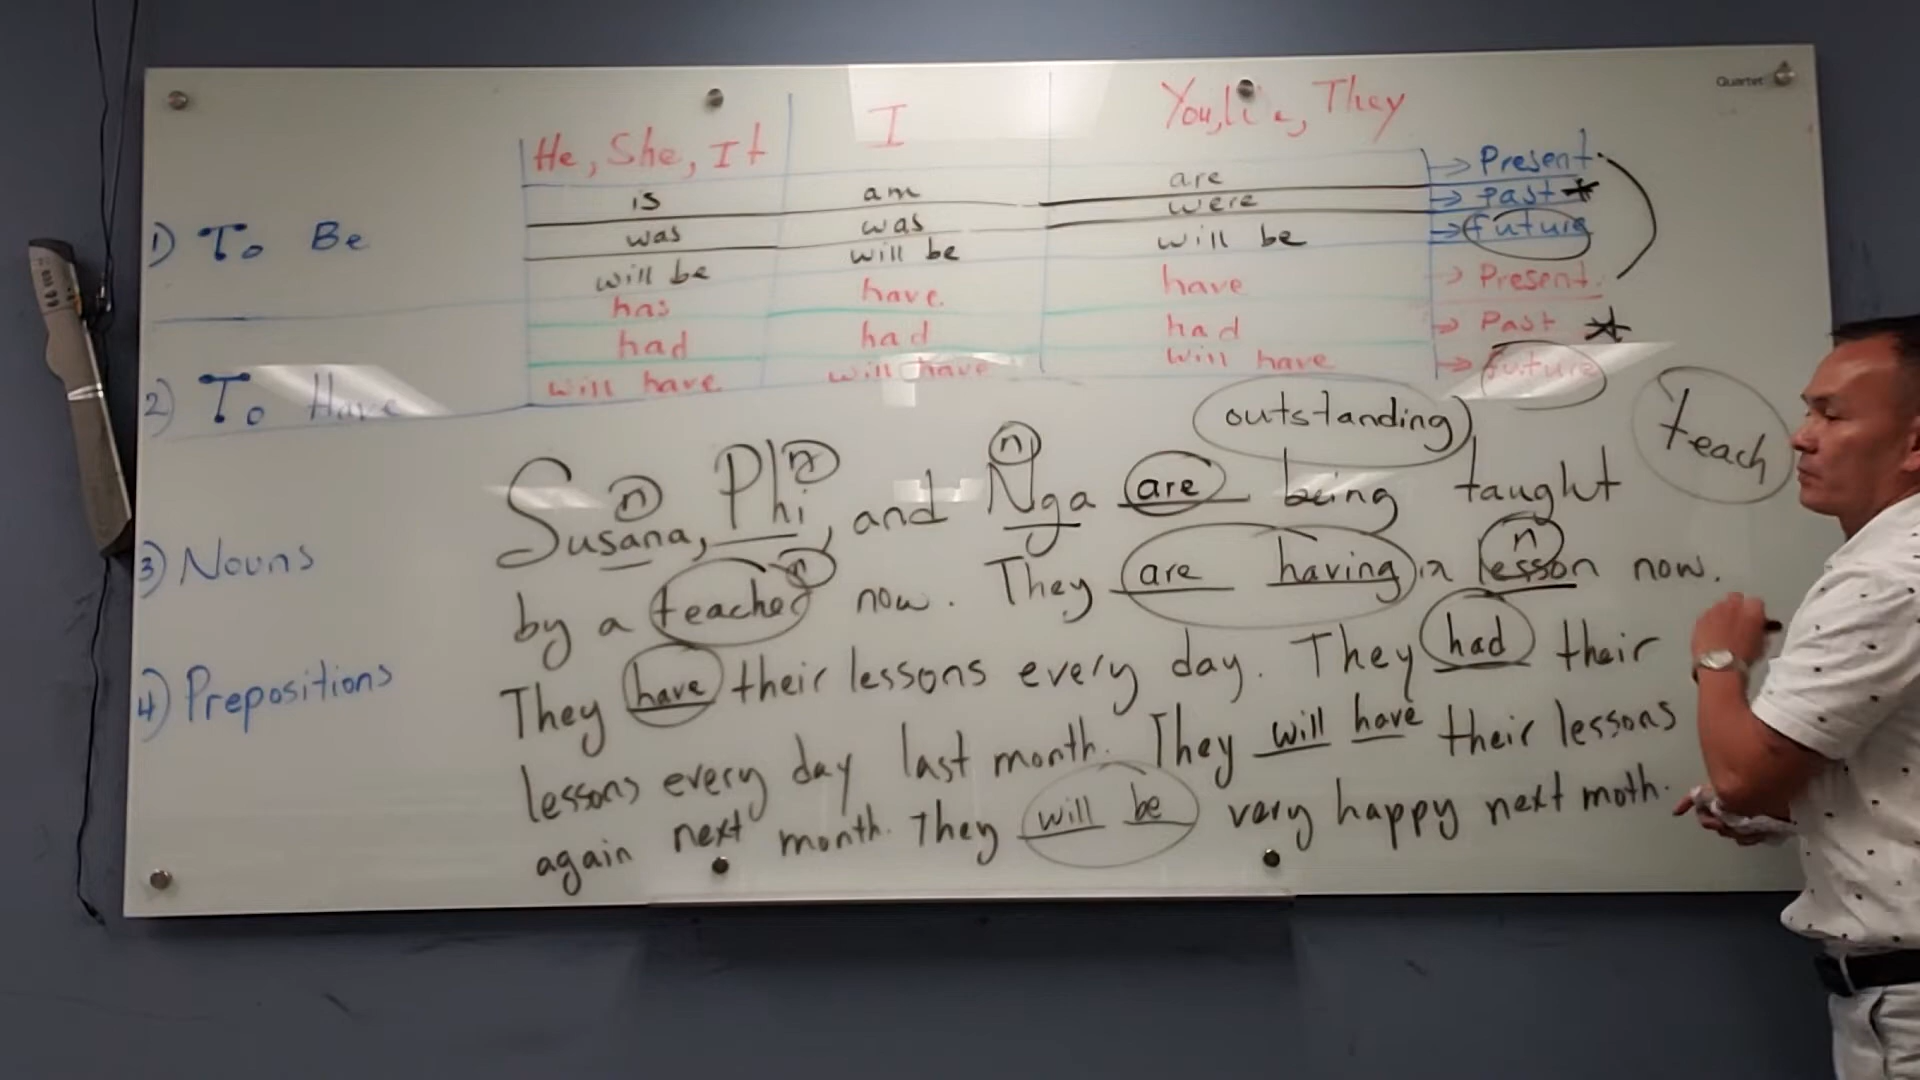 Quartet
He, She, It I You, They
is am are → Present
was was were → Past *
1) To Be will be will be will be → future
has have have → Present
had had had → Past *
2) To Have will have will have will have → future
outstanding teach
n n n
Susana, Phi, and Nga are being taught
n n
by a teacher now. They are having a lesson now.
They have their lessons every day. They had their
lessons every day last month. They will have their lessons
again next month. They will be very happy next moth.
3) Nouns
4) Prepositions